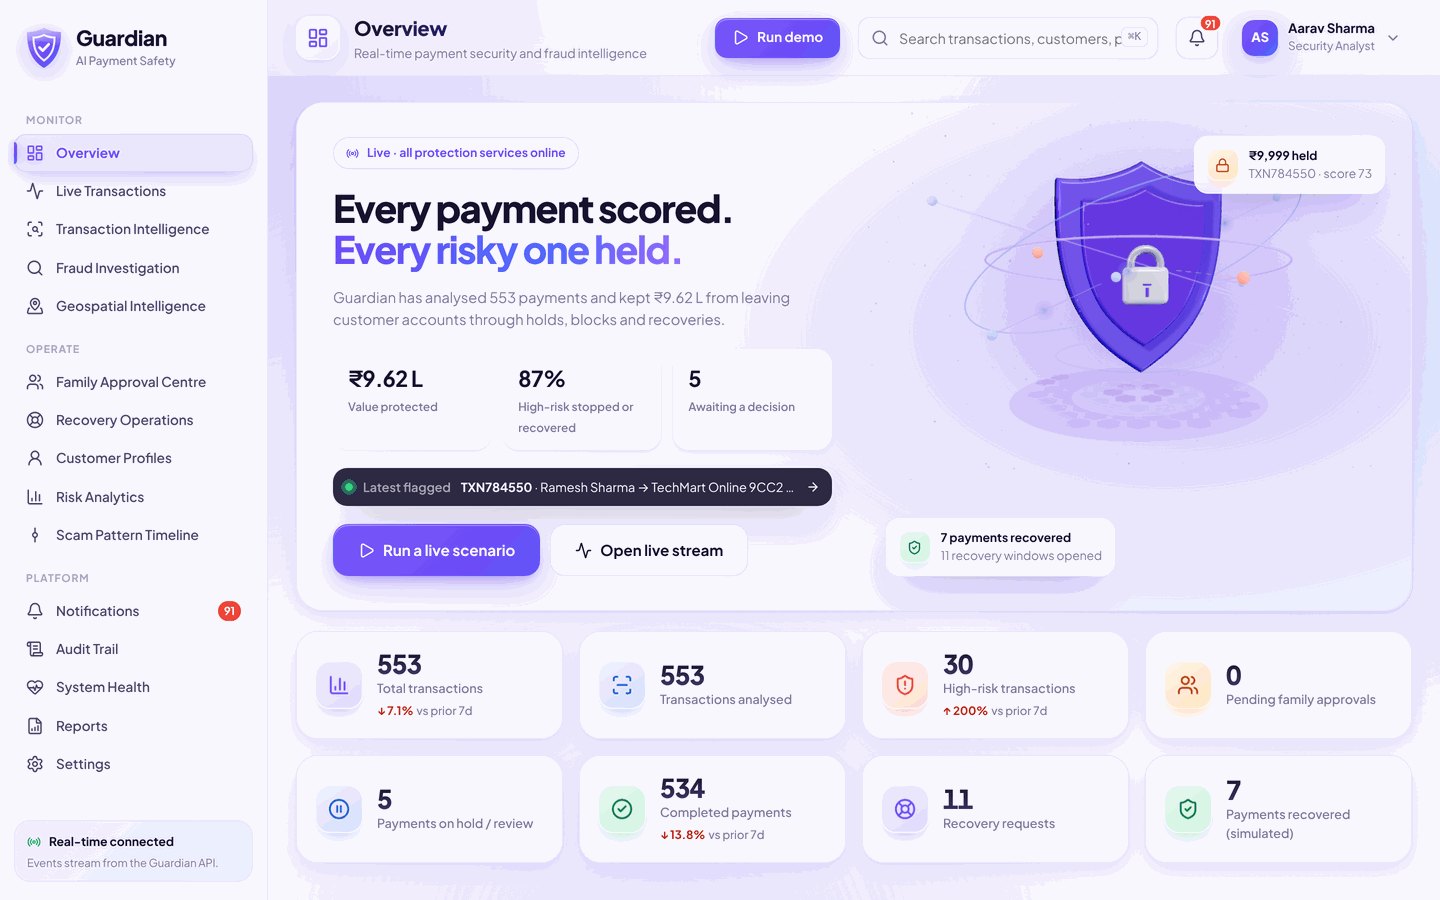 Guardian
AI Payment Safety
MONITOR
Overview
Live Transactions
Transaction Intelligence
Fraud Investigation
Geospatial Intelligence
OPERATE
Family Approval Centre
Recovery Operations
Customer Profiles
Risk Analytics
Scam Pattern Timeline
PLATFORM
Notifications 91
Audit Trail
System Health
Reports
Settings
Real-time connected
Events stream from the Guardian API.
Overview
Real-time payment security and fraud intelligence
Run demo
Search transactions, customers, p
⌘K
91
AS
Aarav Sharma
Security Analyst
Live · all protection services online
Every payment scored.
Every risky one held.
Guardian has analysed 553 payments and kept ₹9.62 L from leaving
customer accounts through holds, blocks and recoveries.
₹9.62 L
Value protected
87%
High-risk stopped or
recovered
5
Awaiting a decision
Latest flagged TXN784550 · Ramesh Sharma → TechMart Online 9CC2 ... →
Run a live scenario
Open live stream
₹9,999 held
TXN784550 · score 73
7 payments recovered
11 recovery windows opened
553
Total transactions
↓ 7.1% vs prior 7d
553
Transactions analysed
30
High-risk transactions
↑ 200% vs prior 7d
0
Pending family approvals
5
Payments on hold / review
534
Completed payments
↓ 13.8% vs prior 7d
11
Recovery requests
7
Payments recovered
(simulated)